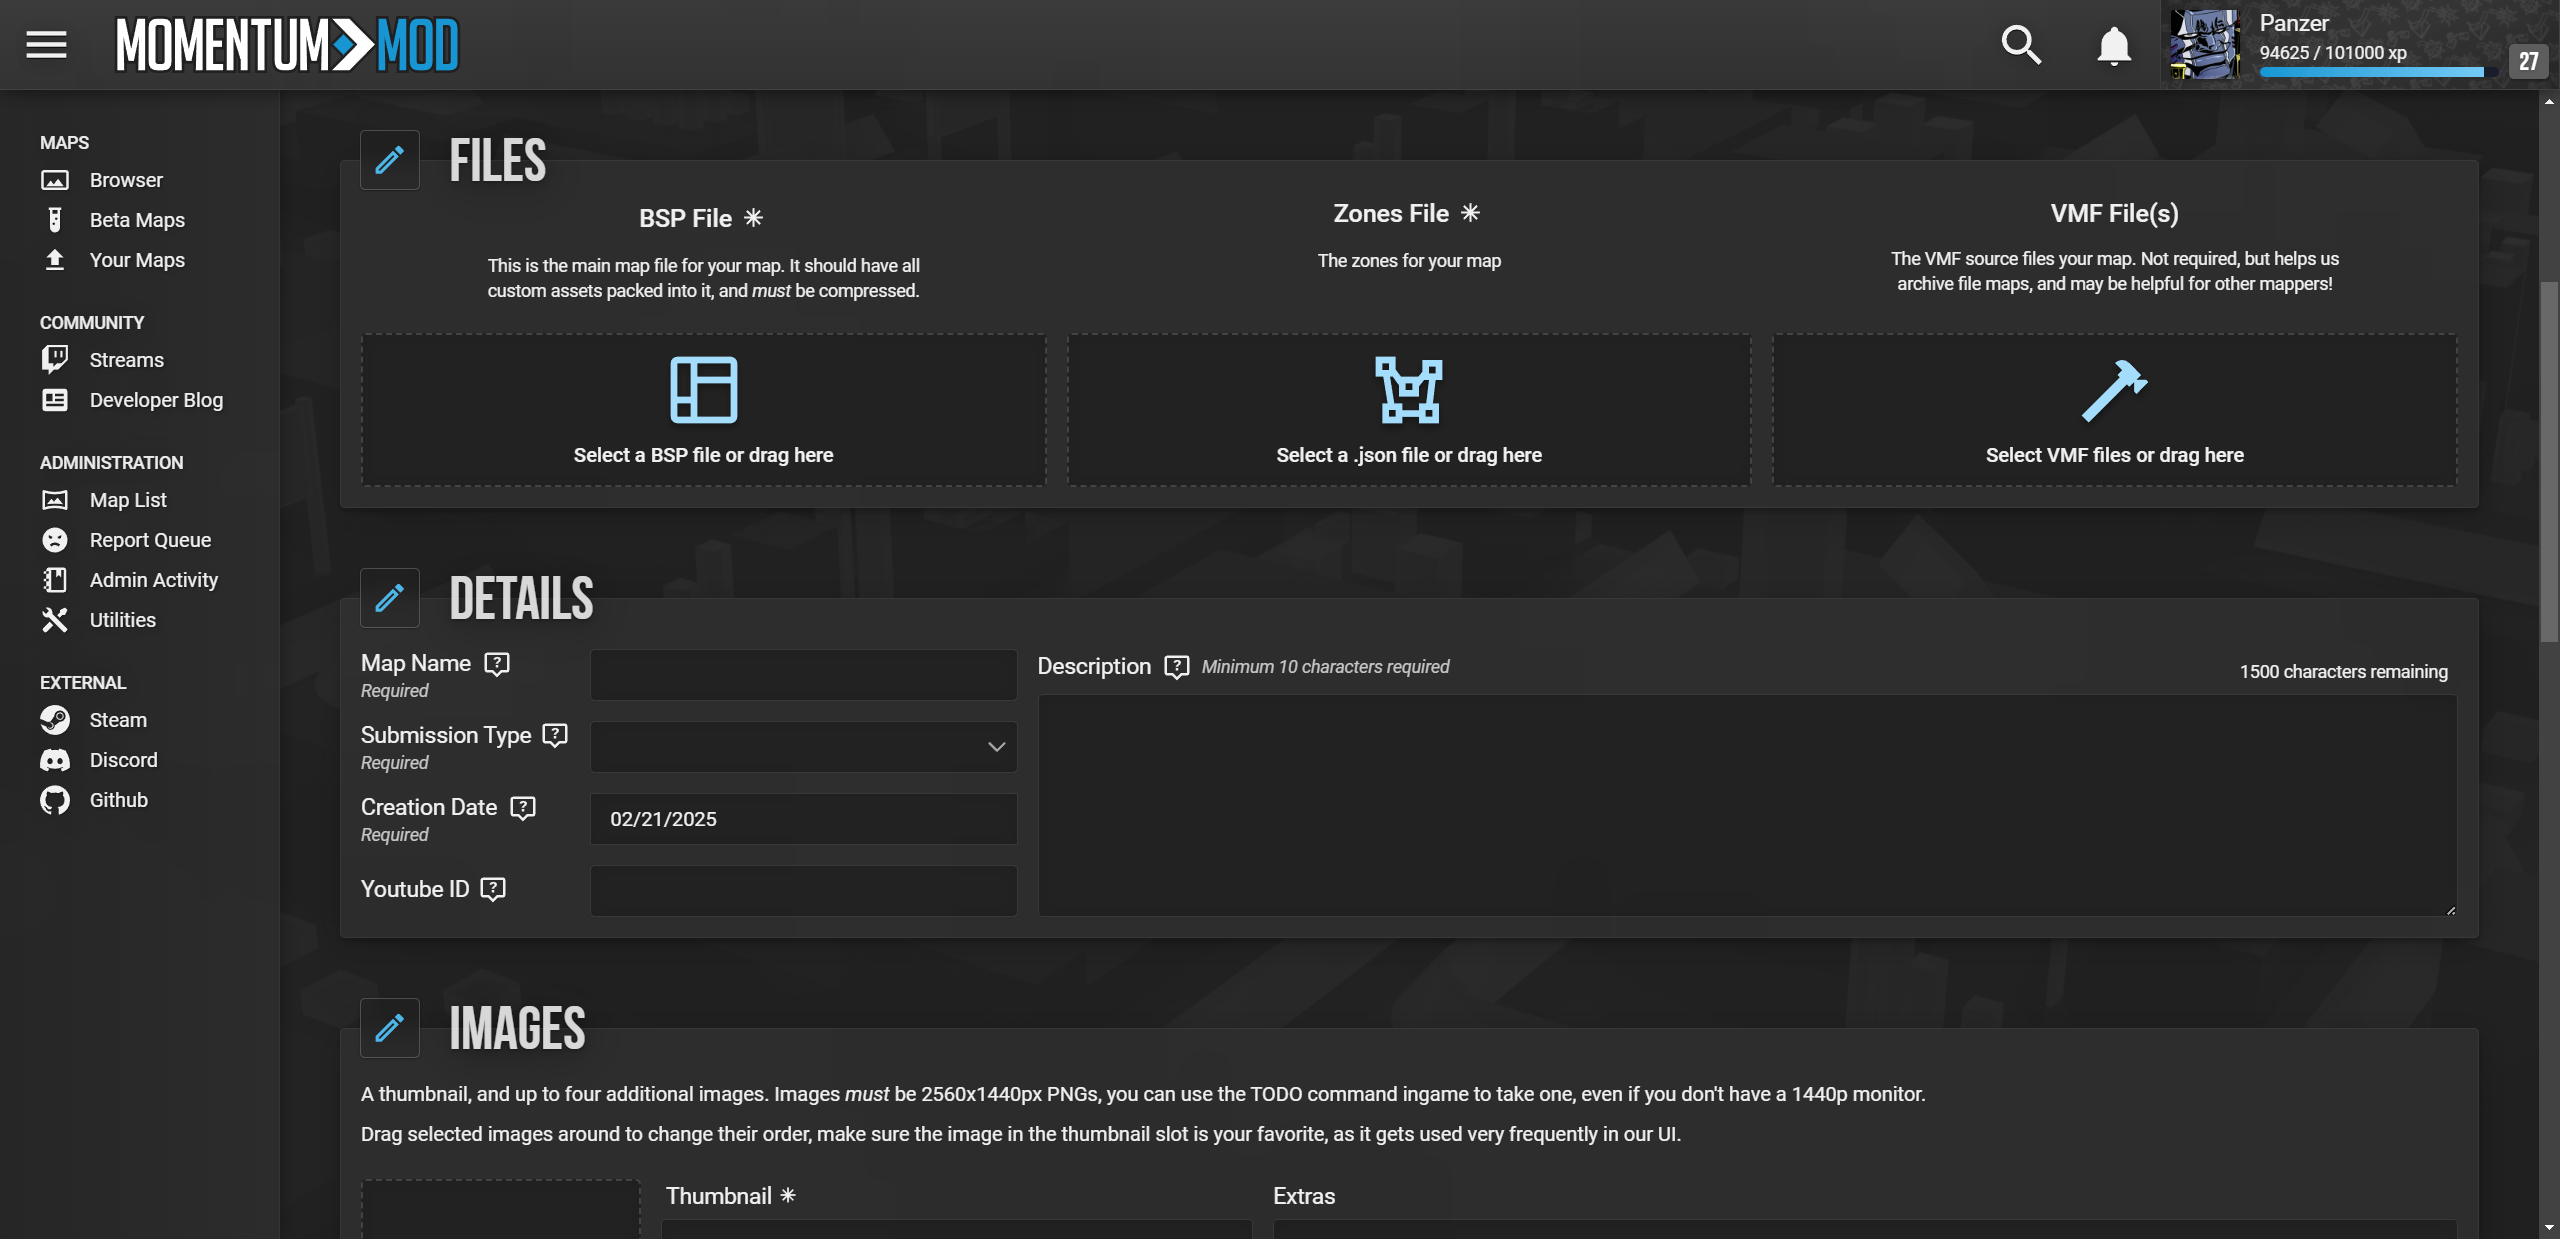 MOMENTUM MOD
Panzer
94625 / 101000 xp
27
MAPS
Browser
Beta Maps
Your Maps
COMMUNITY
Streams
Developer Blog
ADMINISTRATION
Map List
Report Queue
Admin Activity
Utilities
EXTERNAL
Steam
Discord
Github
FILES
BSP File ✳
This is the main map file for your map. It should have all
custom assets packed into it, and must be compressed.
Select a BSP file or drag here
Zones File ✳
The zones for your map
Select a .json file or drag here
VMF File(s)
The VMF source files your map. Not required, but helps us
archive file maps, and may be helpful for other mappers!
Select VMF files or drag here
DETAILS
Map Name ?
Required
Submission Type ?
Required
Creation Date ?
Required
02/21/2025
Youtube ID ?
Description ? Minimum 10 characters required
1500 characters remaining
IMAGES
A thumbnail, and up to four additional images. Images must be 2560x1440px PNGs, you can use the TODO command ingame to take one, even if you don't have a 1440p monitor.
Drag selected images around to change their order, make sure the image in the thumbnail slot is your favorite, as it gets used very frequently in our UI.
Thumbnail ✳
Extras